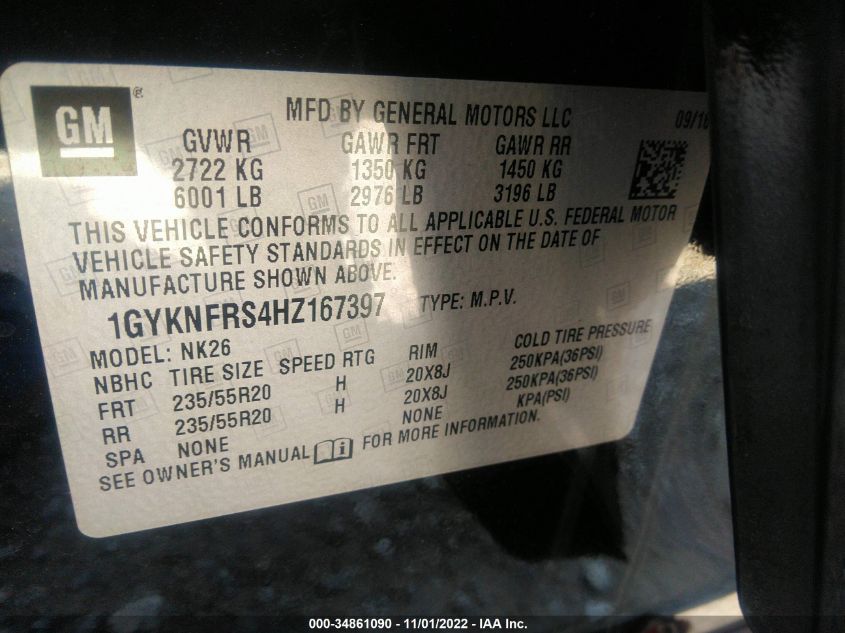 GM ®
MFD BY GENERAL MOTORS LLC 09/16
GVWR GAWR FRT GAWR RR
2722 KG 1350 KG 1450 KG
6001 LB 2976 LB 3196 LB
THIS VEHICLE CONFORMS TO ALL APPLICABLE U.S. FEDERAL MOTOR
VEHICLE SAFETY STANDARDS IN EFFECT ON THE DATE OF
MANUFACTURE SHOWN ABOVE.
1GYKNFRS4HZ167397 TYPE: M.P.V.
MODEL: NK26
NBHC TIRE SIZE SPEED RTG RIM COLD TIRE PRESSURE
FRT 235/55R20 H 20X8J 250KPA(36PSI)
RR 235/55R20 H 20X8J 250KPA(36PSI)
SPA NONE NONE KPA(PSI)
SEE OWNER'S MANUAL FOR MORE INFORMATION.
000-34861090 - 11/01/2022 - IAA Inc.